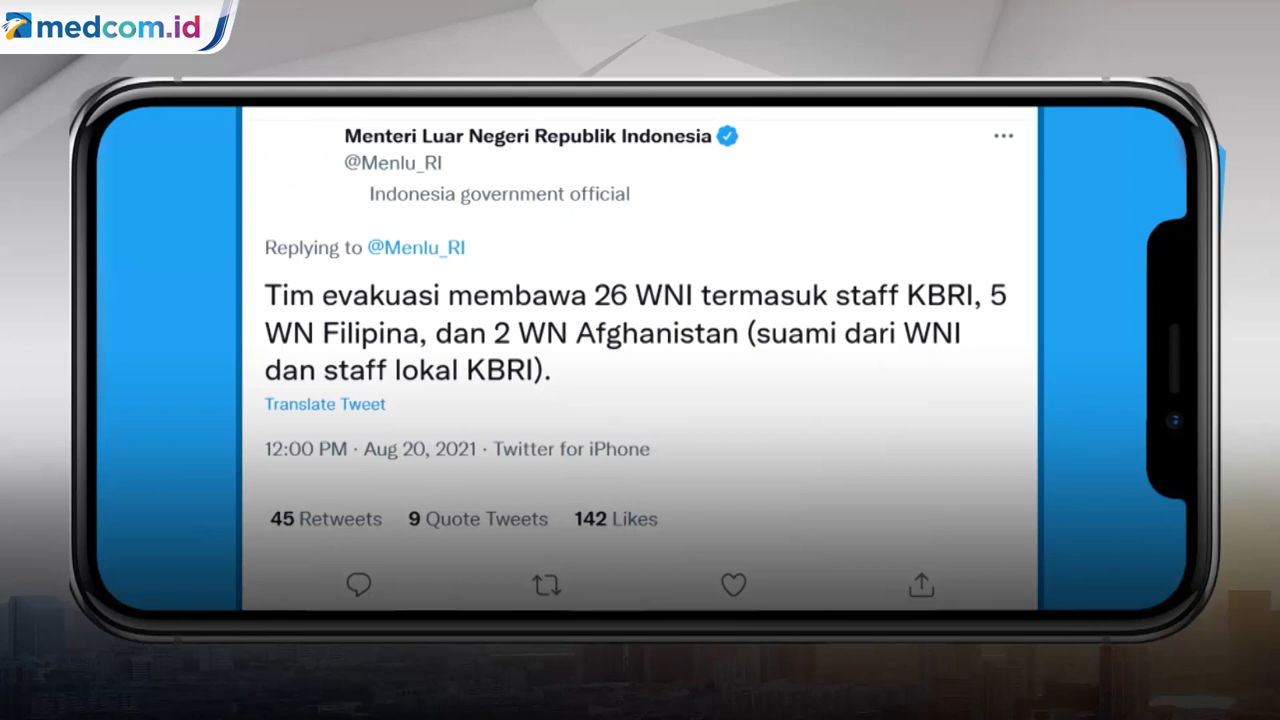 medcom.id
Menteri Luar Negeri Republik Indonesia
@Menlu_RI
Indonesia government official
Replying to @Menlu_RI
Tim evakuasi membawa 26 WNI termasuk staff KBRI, 5
WN Filipina, dan 2 WN Afghanistan (suami dari WNI
dan staff lokal KBRI).
Translate Tweet
12:00 PM · Aug 20, 2021 · Twitter for iPhone
45 Retweets 9 Quote Tweets 142 Likes